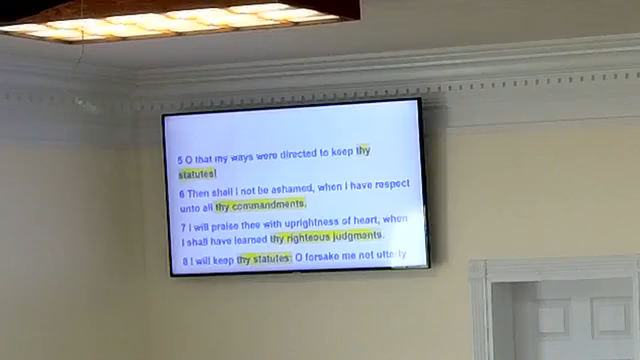 5 O that my ways were directed to keep thy
statutes!
6 Then shall I not be ashamed, when I have respect
unto all thy commandments.
7 I will praise thee with uprightness of heart, when
I shall have learned thy righteous judgments.
8 I will keep thy statutes: O forsake me not utterly